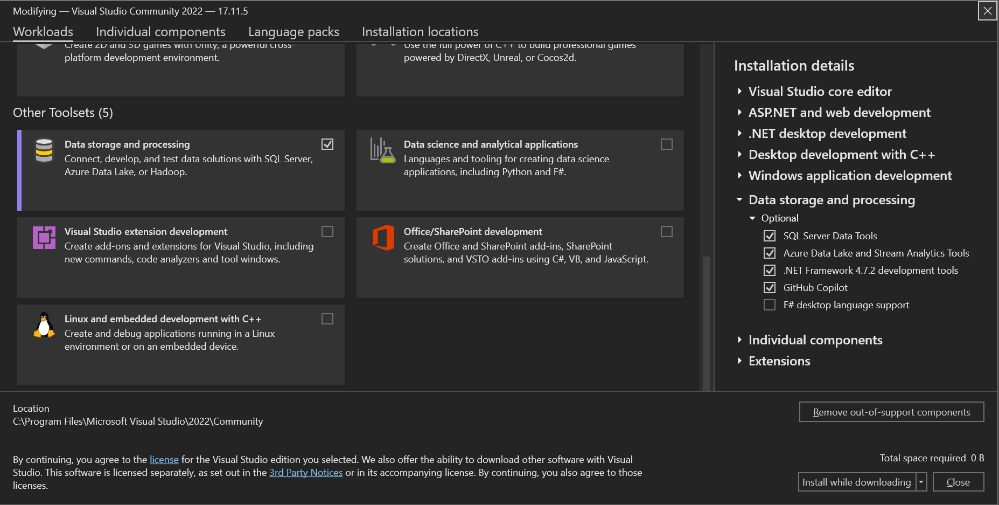 Modifying — Visual Studio Community 2022 — 17.11.5
Workloads
Individual components
Language packs
Installation locations
Create 2D and 3D games with Unity, a powerful cross-
platform development environment.
Use the full power of C++ to build professional games
powered by DirectX, Unreal, or Cocos2d.
Other Toolsets (5)
Data storage and processing
Connect, develop, and test data solutions with SQL Server,
Azure Data Lake, or Hadoop.
Data science and analytical applications
Languages and tooling for creating data science
applications, including Python and F#.
Visual Studio extension development
Create add-ons and extensions for Visual Studio, including
new commands, code analyzers and tool windows.
Office/SharePoint development
Create Office and SharePoint add-ins, SharePoint
solutions, and VSTO add-ins using C#, VB, and JavaScript.
Linux and embedded development with C++
Create and debug applications running in a Linux
environment or on an embedded device.
Installation details
Visual Studio core editor
ASP.NET and web development
.NET desktop development
Desktop development with C++
Windows application development
Data storage and processing
Optional
SQL Server Data Tools
Azure Data Lake and Stream Analytics Tools
.NET Framework 4.7.2 development tools
GitHub Copilot
F# desktop language support
Individual components
Extensions
Location
C:\Program Files\Microsoft Visual Studio\2022\Community
Remove out-of-support components
By continuing, you agree to the license for the Visual Studio edition you selected. We also offer the ability to download other software with Visual
Studio. This software is licensed separately, as set out in the 3rd Party Notices or in its accompanying license. By continuing, you also agree to those
licenses.
Total space required 0 B
Install while downloading
Close